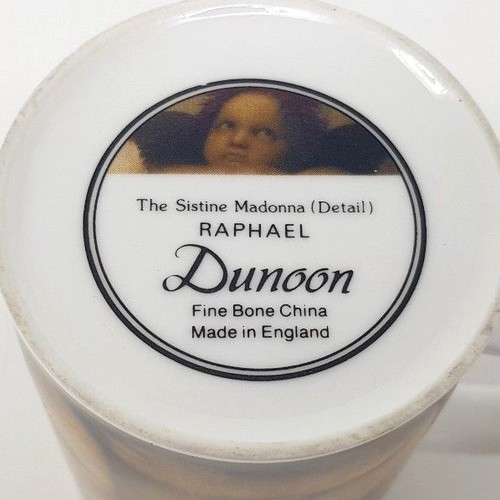 The Sistine Madonna (Detail)
RAPHAEL
Dunoon
Fine Bone China
Made in England